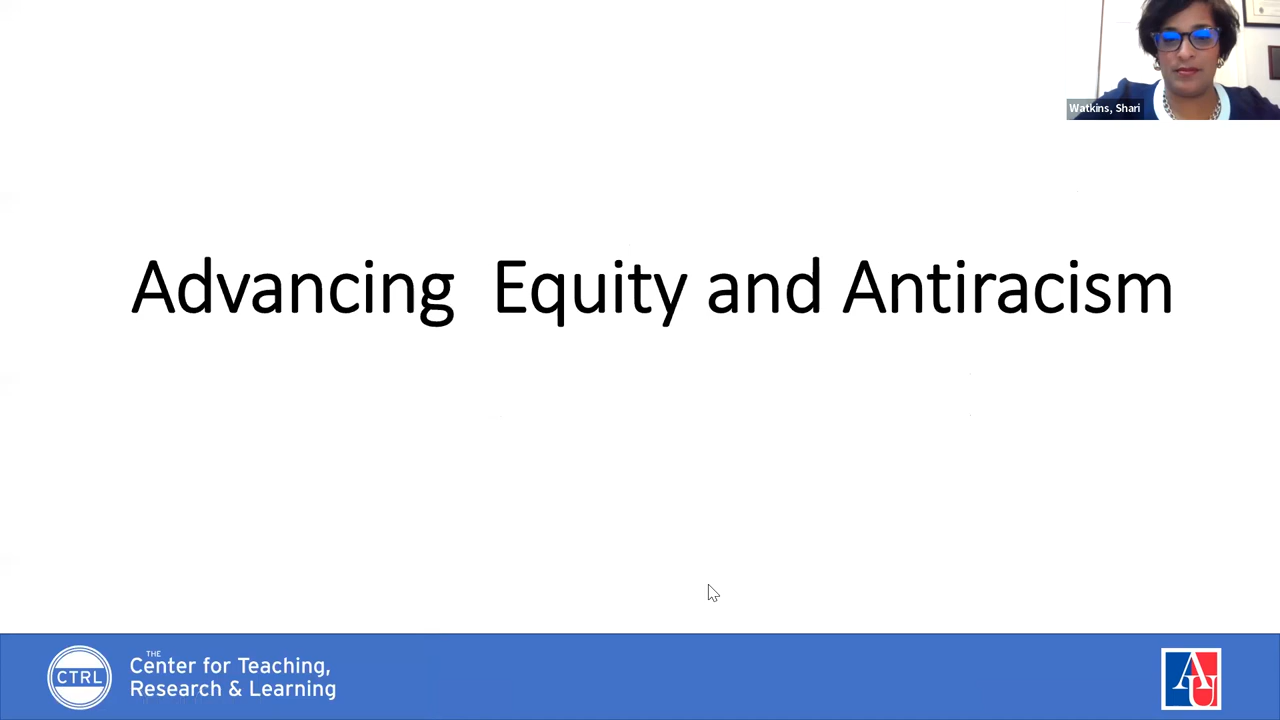 Watkins, Shari
Advancing  Equity and Antiracism
CTRL
THE
Center for Teaching,
Research & Learning
AU